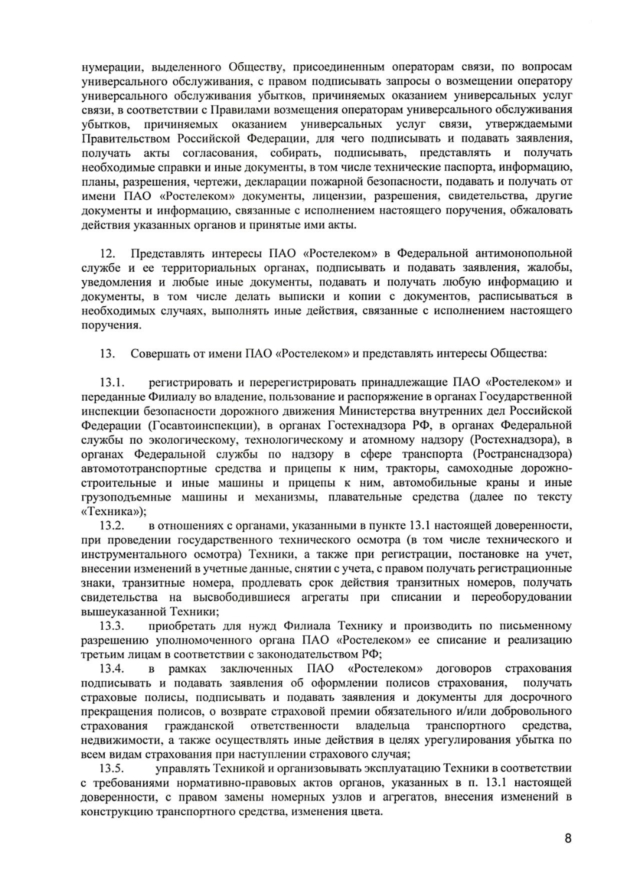 нумерации, выделенного Обществу, присоединенным операторам связи, по вопросам
универсального обслуживания, с правом подписывать запросы о возмещении оператору
универсального обслуживания убытков, причиняемых оказанием универсальных услуг
связи, в соответствии с Правилами возмещения операторам универсального обслуживания
убытков, причиняемых оказанием универсальных услуг связи, утверждаемыми
Правительством Российской Федерации, для чего подписывать и подавать заявления,
получать акты согласования, собирать, подписывать, представлять и получать
необходимые справки и иные документы, в том числе технические паспорта, информацию,
планы, разрешения, чертежи, декларации пожарной безопасности, подавать и получать от
имени ПАО «Ростелеком» документы, лицензии, разрешения, свидетельства, другие
документы и информацию, связанные с исполнением настоящего поручения, обжаловать
действия указанных органов и принятые ими акты.
12. Представлять интересы ПАО «Ростелеком» в Федеральной антимонопольной
службе и ее территориальных органах, подписывать и подавать заявления, жалобы,
уведомления и любые иные документы, подавать и получать любую информацию и
документы, в том числе делать выписки и копии с документов, расписываться в
необходимых случаях, выполнять иные действия, связанные с исполнением настоящего
поручения.
13. Совершать от имени ПАО «Ростелеком» и представлять интересы Общества:
13.1. регистрировать и перерегистрировать принадлежащие ПАО «Ростелеком» и
переданные Филиалу во владение, пользование и распоряжение в органах Государственной
инспекции безопасности дорожного движения Министерства внутренних дел Российской
Федерации (Госавтоинспекции), в органах Гостехнадзора РФ, в органах Федеральной
службы по экологическому, технологическому и атомному надзору (Ростехнадзора), в
органах Федеральной службы по надзору в сфере транспорта (Ространснадзора)
автомототранспортные средства и прицепы к ним, тракторы, самоходные дорожно-
строительные и иные машины и прицепы к ним, автомобильные краны и иные
грузоподъемные машины и механизмы, плавательные средства (далее по тексту
«Техника»);
13.2. в отношениях с органами, указанными в пункте 13.1 настоящей доверенности,
при проведении государственного технического осмотра (в том числе технического и
инструментального осмотра) Техники, а также при регистрации, постановке на учет,
внесении изменений в учетные данные, снятии с учета, с правом получать регистрационные
знаки, транзитные номера, продлевать срок действия транзитных номеров, получать
свидетельства на высвободившиеся агрегаты при списании и переоборудовании
вышеуказанной Техники;
13.3. приобретать для нужд Филиала Технику и производить по письменному
разрешению уполномоченного органа ПАО «Ростелеком» ее списание и реализацию
третьим лицам в соответствии с законодательством РФ;
13.4. в рамках заключенных ПАО «Ростелеком» договоров страхования
подписывать и подавать заявления об оформлении полисов страхования, получать
страховые полисы, подписывать и подавать заявления и документы для досрочного
прекращения полисов, о возврате страховой премии обязательного и/или добровольного
страхования гражданской ответственности владельца транспортного средства,
недвижимости, а также осуществлять иные действия в целях урегулирования убытка по
всем видам страхования при наступлении страхового случая;
13.5. управлять Техникой и организовывать эксплуатацию Техники в соответствии
с требованиями нормативно-правовых актов органов, указанных в п. 13.1 настоящей
доверенности, с правом замены номерных узлов и агрегатов, внесения изменений в
конструкцию транспортного средства, изменения цвета.
8